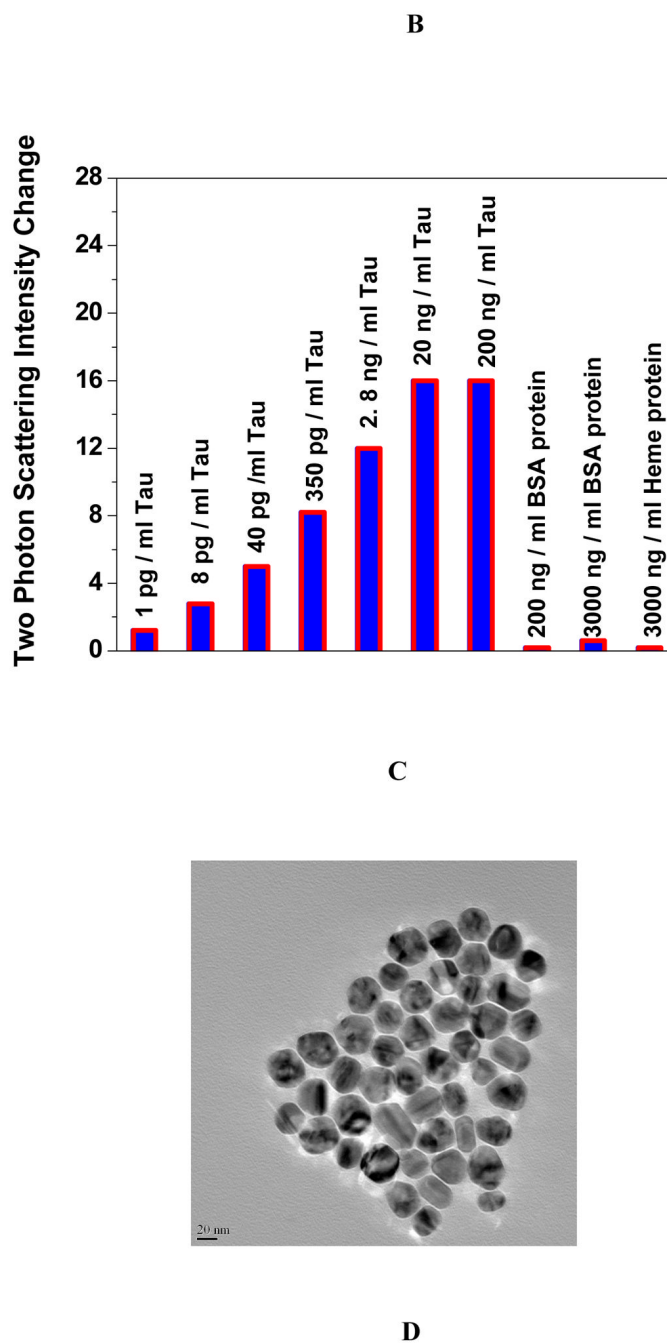 B
Two Photon Scattering Intensity Change
28
24
20
16
12
8
4
0
1 pg / ml Tau
8 pg / ml Tau
40 pg /ml Tau
350 pg / ml Tau
2. 8 ng / ml Tau
20 ng / ml Tau
200 ng / ml Tau
200 ng / ml BSA protein
3000 ng / ml BSA protein
3000 ng / ml Heme protein
C
20 nm
D